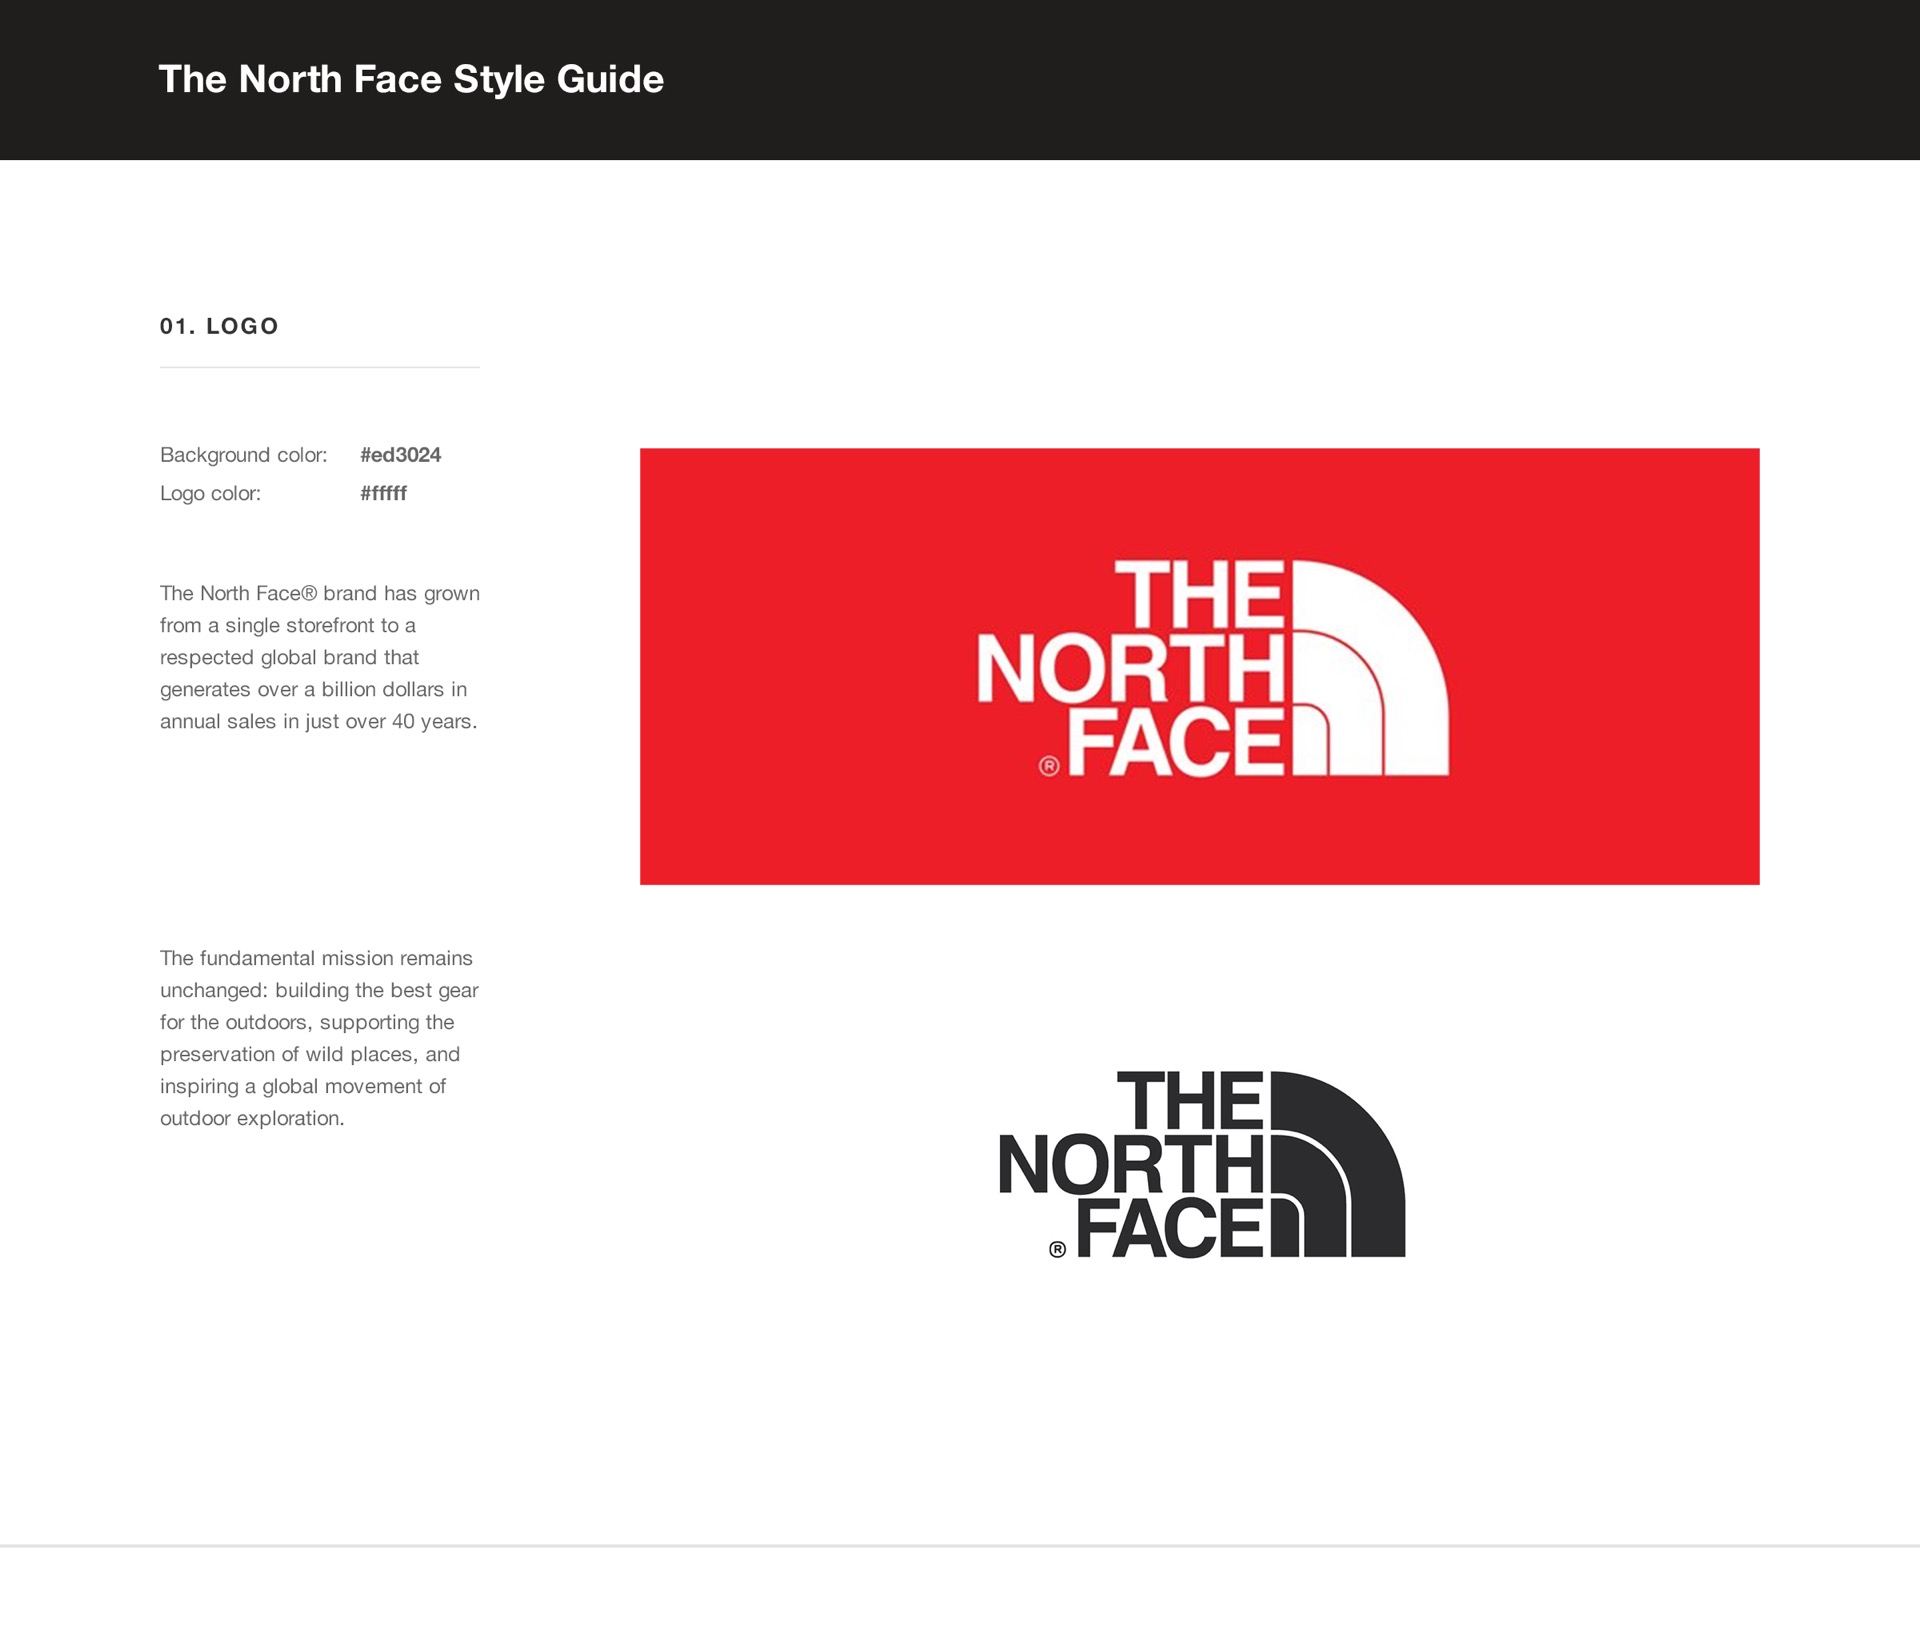 The North Face Style Guide
01. LOGO
Background color: #ed3024
Logo color: #fffff
The North Face® brand has grown
from a single storefront to a
respected global brand that
generates over a billion dollars in
annual sales in just over 40 years.
THE
NORTH
® FACE
The fundamental mission remains
unchanged: building the best gear
for the outdoors, supporting the
preservation of wild places, and
inspiring a global movement of
outdoor exploration.
THE
NORTH
® FACE